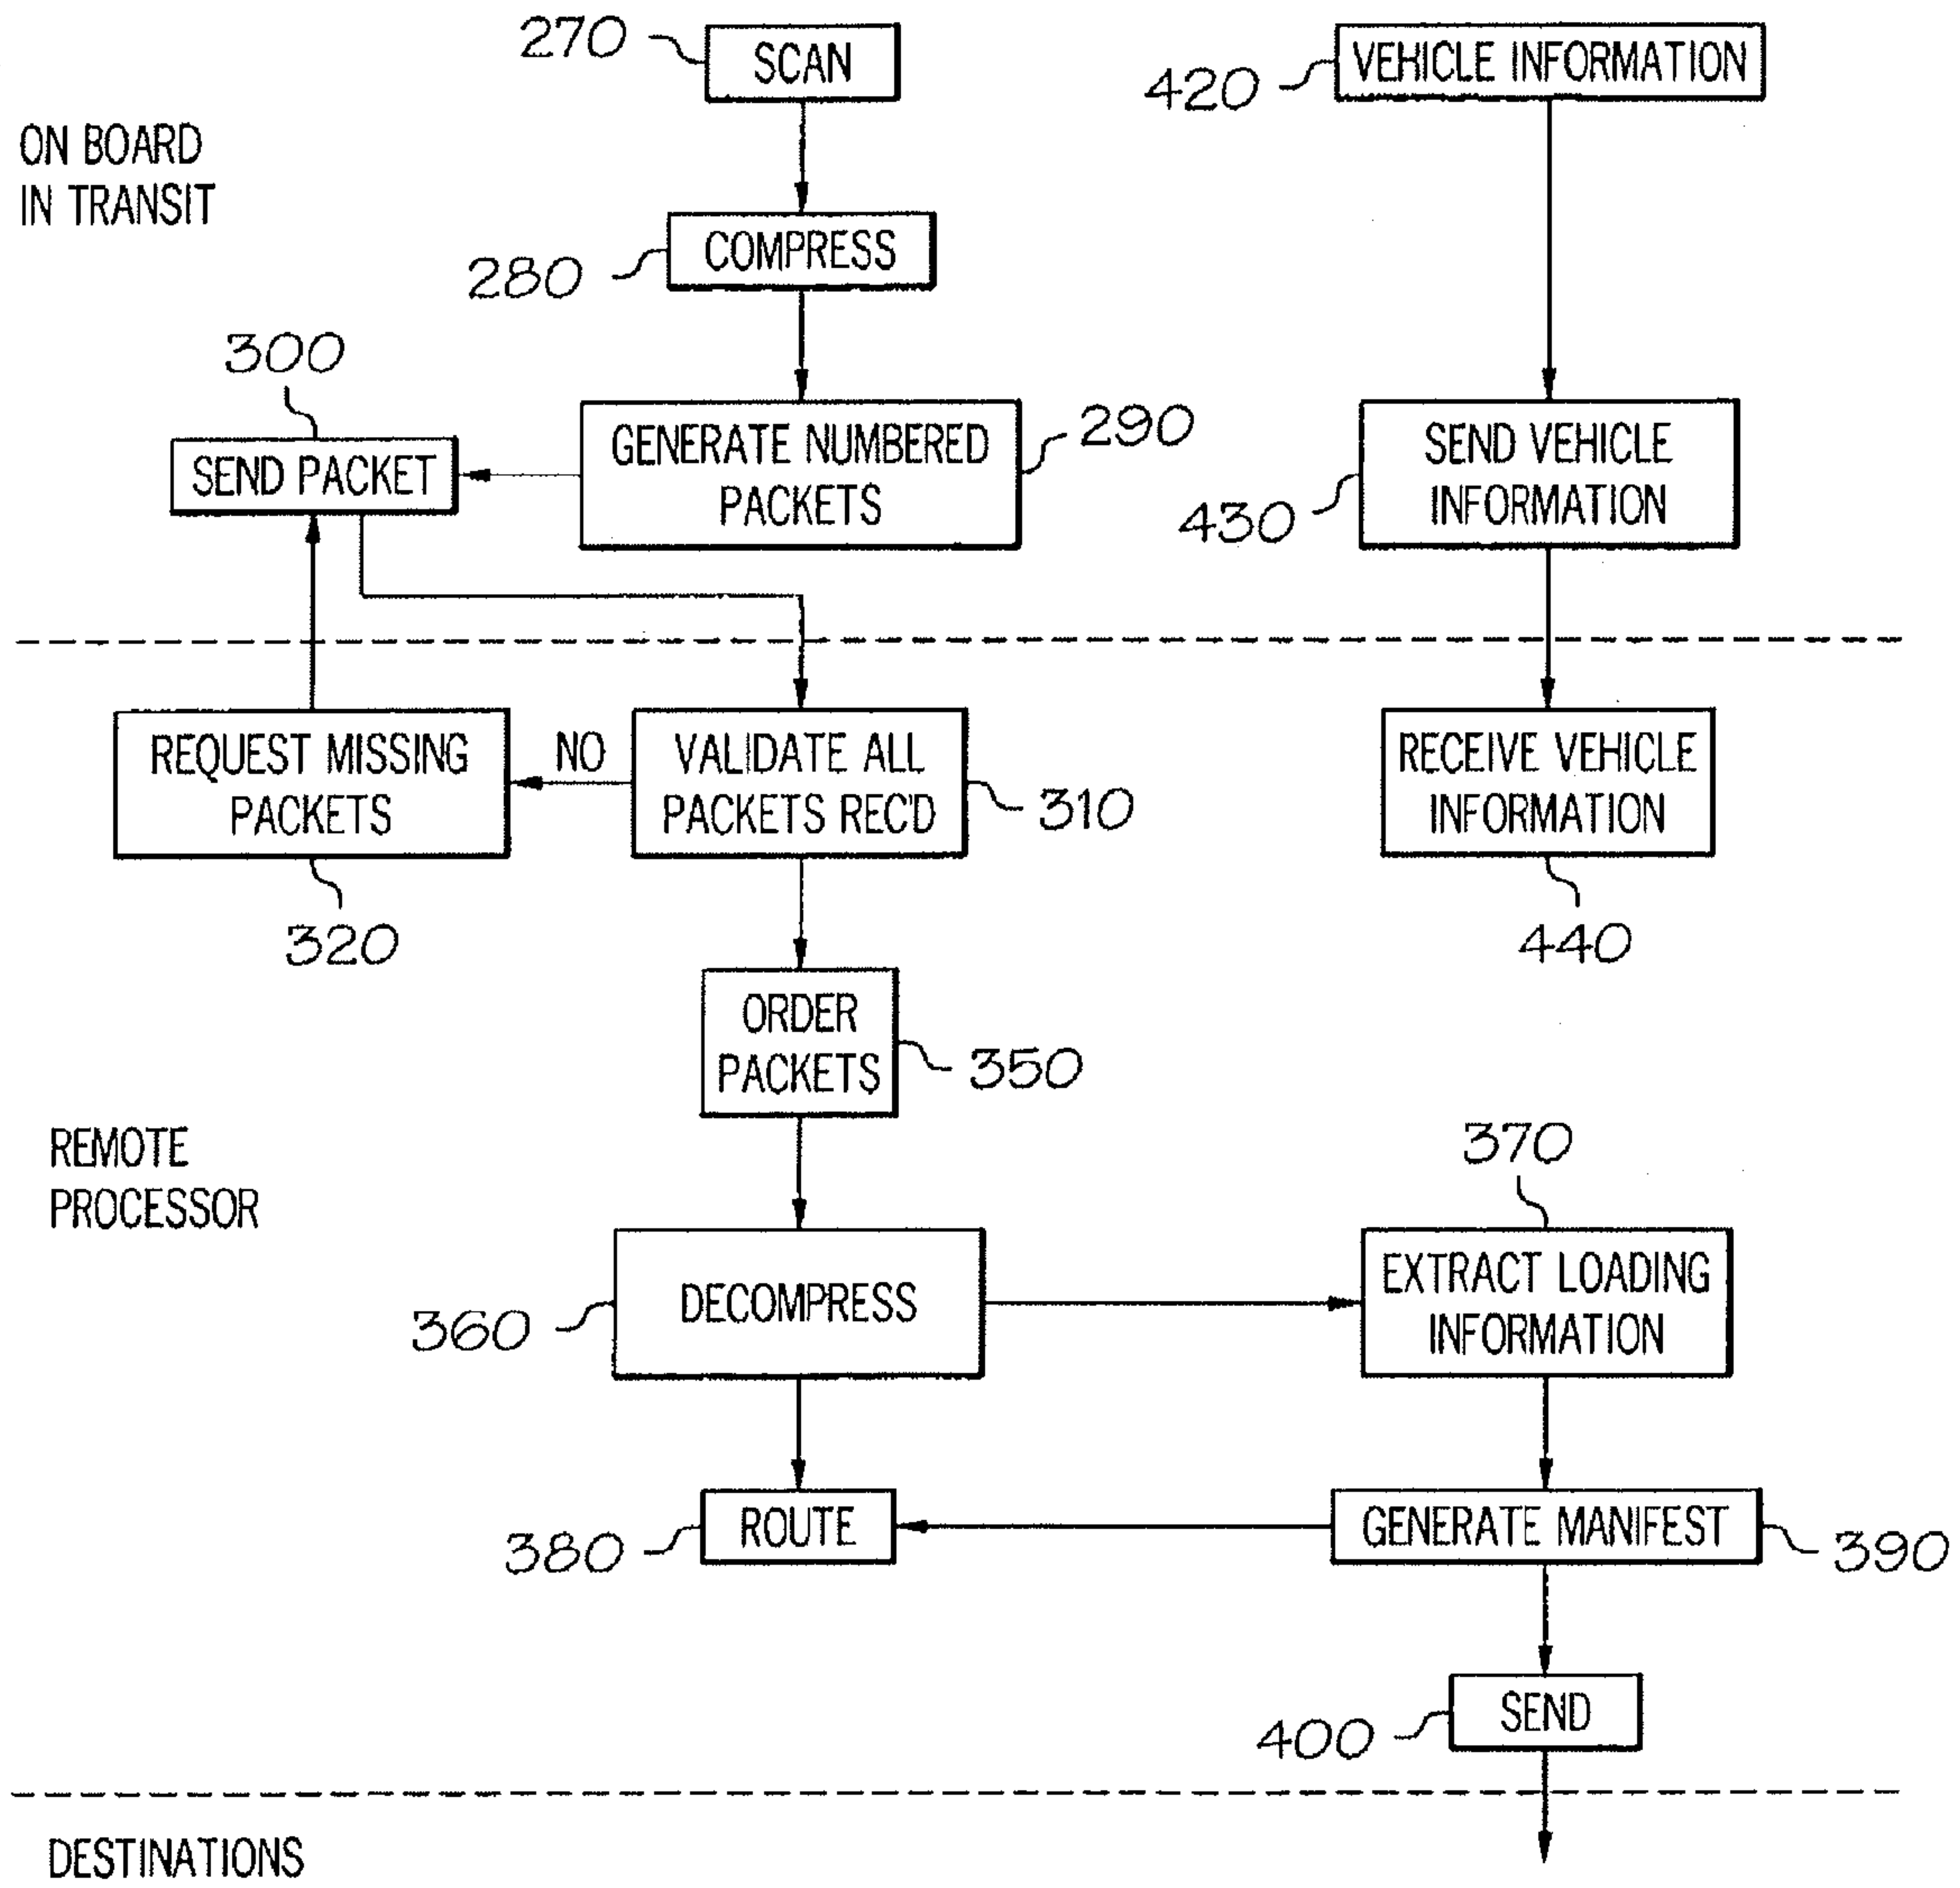 270
SCAN
420
VEHICLE INFORMATION
ON BOARD
IN TRANSIT
280
COMPRESS
300
SEND PACKET
GENERATE NUMBERED
PACKETS
290
SEND VEHICLE
INFORMATION
430
REQUEST MISSING
PACKETS
NO
VALIDATE ALL
PACKETS REC'D
310
RECEIVE VEHICLE
INFORMATION
320
440
ORDER
PACKETS
350
REMOTE
PROCESSOR
370
360
DECOMPRESS
EXTRACT LOADING
INFORMATION
380
ROUTE
GENERATE MANIFEST
390
400
SEND
DESTINATIONS